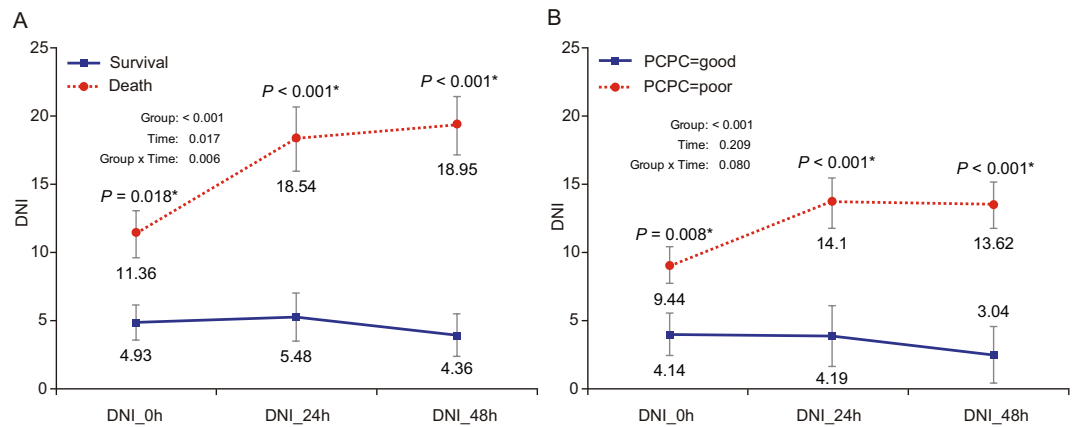 A
25
20
15
10
5
0
DNI
Survival
Death
Group: < 0.001
Time: 0.017
Group x Time: 0.006
P = 0.018*
P < 0.001*
P < 0.001*
11.36
18.54
18.95
4.93
5.48
4.36
DNI_0h
DNI_24h
DNI_48h
B
25
20
15
10
5
0
DNI
PCPC=good
PCPC=poor
Group: < 0.001
Time: 0.209
Group x Time: 0.080
P = 0.008*
P < 0.001*
P < 0.001*
9.44
14.1
13.62
4.14
4.19
3.04
DNI_0h
DNI_24h
DNI_48h